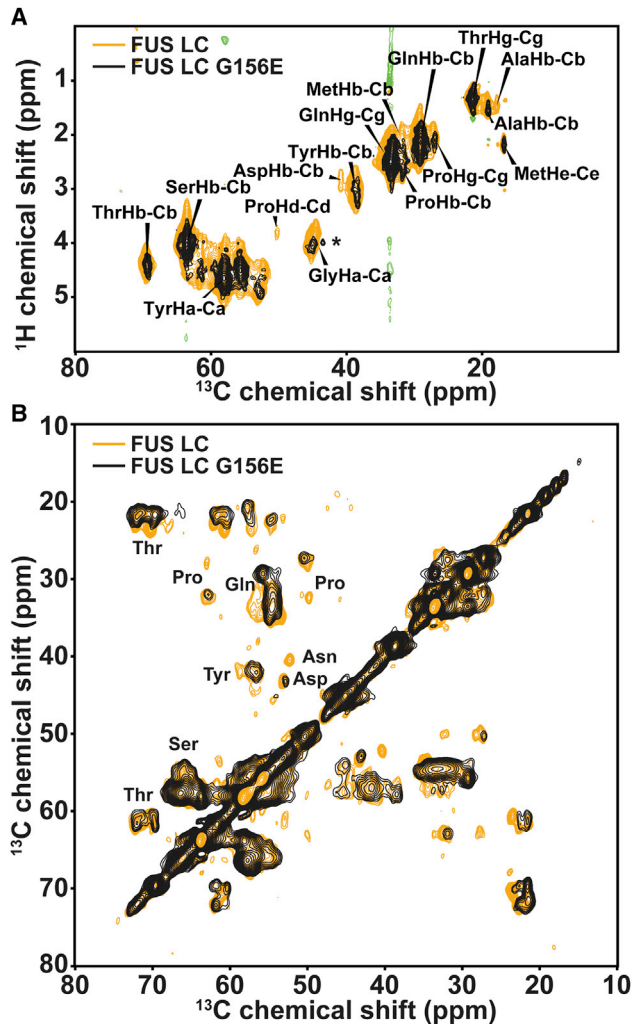 A
FUS LC
FUS LC G156E
ThrHg-Cg
GlnHb-Cb
AlaHb-Cb
MetHb-Cb
GlnHg-Cg
AlaHb-Cb
TyrHb-Cb
AspHb-Cb
ProHg-Cg
MetHe-Ce
SerHb-Cb
ProHb-Cb
ThrHb-Cb
ProHd-Cd
*
GlyHa-Ca
TyrHa-Ca
1
2
3
4
5
¹H chemical shift (ppm)
80 60 40 20
¹³C chemical shift (ppm)
B
FUS LC
FUS LC G156E
10
20
30
40
50
60
70
80
¹³C chemical shift (ppm)
Thr
Pro
Gln
Pro
Asn
Tyr
Asp
Ser
Thr
80 70 60 50 40 30 20 10
¹³C chemical shift (ppm)